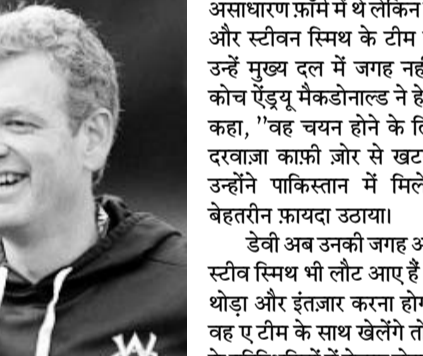 असाधारण फ़ॉर्म में थे लेकिन
और स्टीवन स्मिथ के टीम
उन्हें मुख्य दल में जगह नह
कोच ऐंड्रयू मैकडोनाल्ड ने हे
कहा, ”वह चयन होने के लि
दरवाज़ा काफ़ी ज़ोर से खट
उन्होंने पाकिस्तान में मिले
बेहतरीन फ़ायदा उठाया।
डेवी अब उनकी जगह अ
स्टीव स्मिथ भी लौट आए हैं
थोड़ा और इंतज़ार करना होग
वह ए टीम के साथ खेलेंगे तो